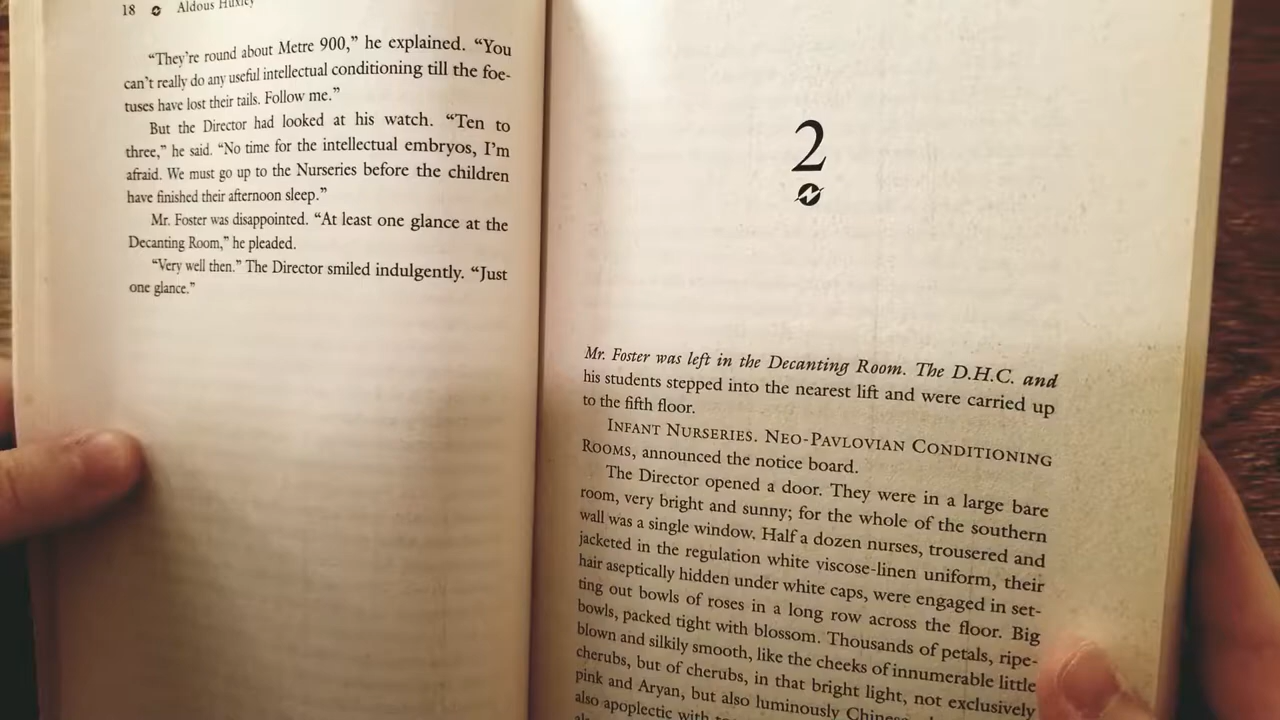 18 Aldous Huxley
“They’re round about Metre 900,” he explained. “You
can’t really do any useful intellectual conditioning till the foe-
tuses have lost their tails. Follow me.”
But the Director had looked at his watch. “Ten to
three,” he said. “No time for the intellectual embryos, I’m
afraid. We must go up to the Nurseries before the children
have finished their afternoon sleep.”
Mr. Foster was disappointed. “At least one glance at the
Decanting Room,” he pleaded.
“Very well then.” The Director smiled indulgently. “Just
one glance.”
2
Mr. Foster was left in the Decanting Room. The D.H.C. and
his students stepped into the nearest lift and were carried up
to the fifth floor.
INFANT NURSERIES. NEO-PAVLOVIAN CONDITIONING
ROOMS, announced the notice board.
The Director opened a door. They were in a large bare
room, very bright and sunny; for the whole of the southern
wall was a single window. Half a dozen nurses, trousered and
jacketed in the regulation white viscose-linen uniform, their
hair aseptically hidden under white caps, were engaged in set-
ting out bowls of roses in a long row across the floor. Big
bowls, packed tight with blossom. Thousands of petals, ripe-
blown and silkily smooth, like the cheeks of innumerable little
cherubs, but of cherubs, in that bright light, not exclusively
pink and Aryan, but also luminously Chinese,
also apoplectic with